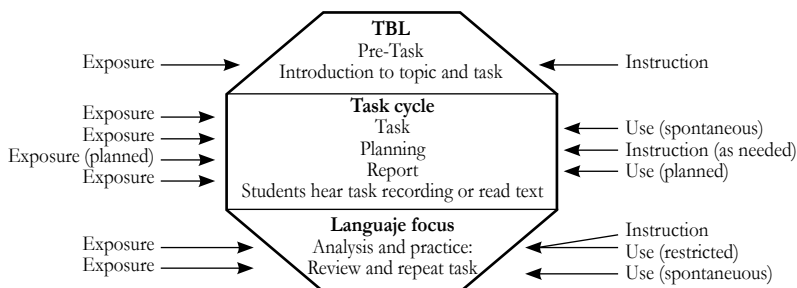 TBL
Pre-Task
Exposure
Introduction to topic and task
Instruction
Task cycle
Exposure
Task
Use (spontaneous)
Exposure
Planning
Instruction (as needed)
Exposure (planned)
Report
Use (planned)
Exposure
Students hear task recording or read text
Languaje focus
Instruction
Exposure
Analysis and practice:
Use (restricted)
Exposure
Review and repeat task
Use (spontaneuous)